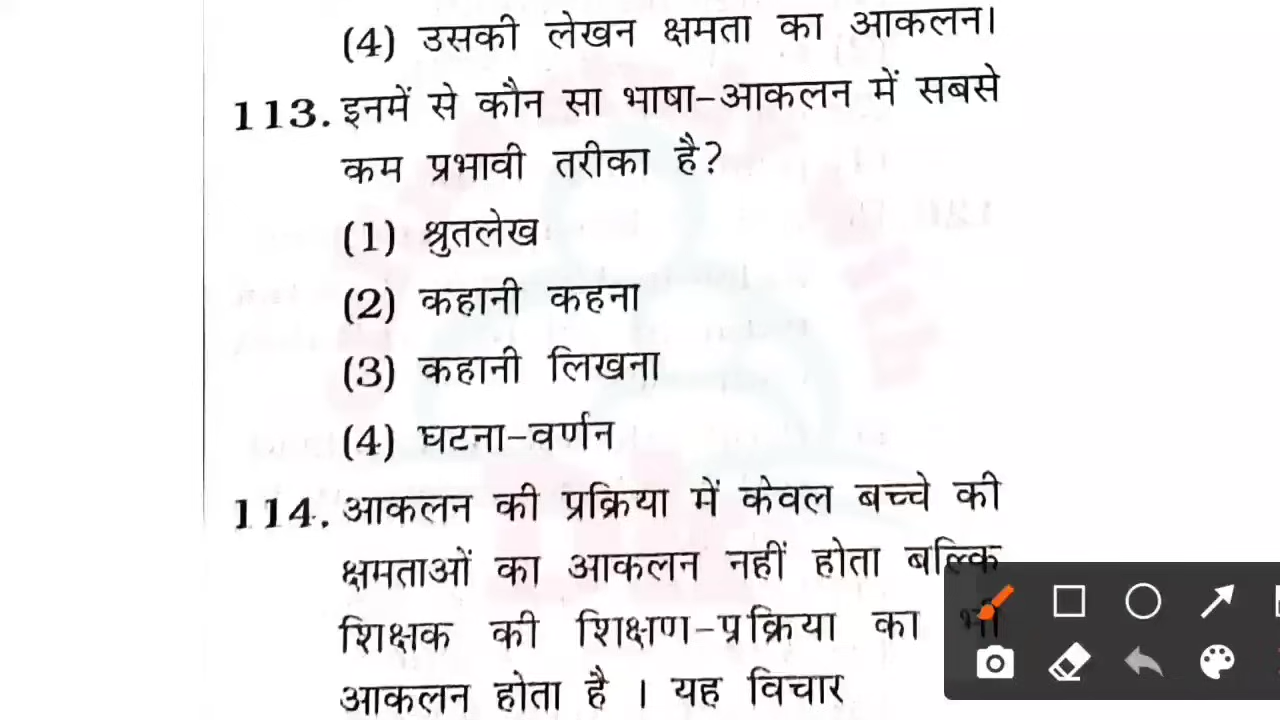 (4) उसकी लेखन क्षमता का आकलन।
113. इनमें से कौन सा भाषा-आकलन में सबसे
कम प्रभावी तरीका है?
(1) श्रुतलेख
(2) कहानी कहना
(3) कहानी लिखना
(4) घटना-वर्णन
114. आकलन की प्रक्रिया में केवल बच्चे की
क्षमताओं का आकलन नहीं होता बल्कि
शिक्षक की शिक्षण-प्रक्रिया का भी
आकलन होता है । यह विचार